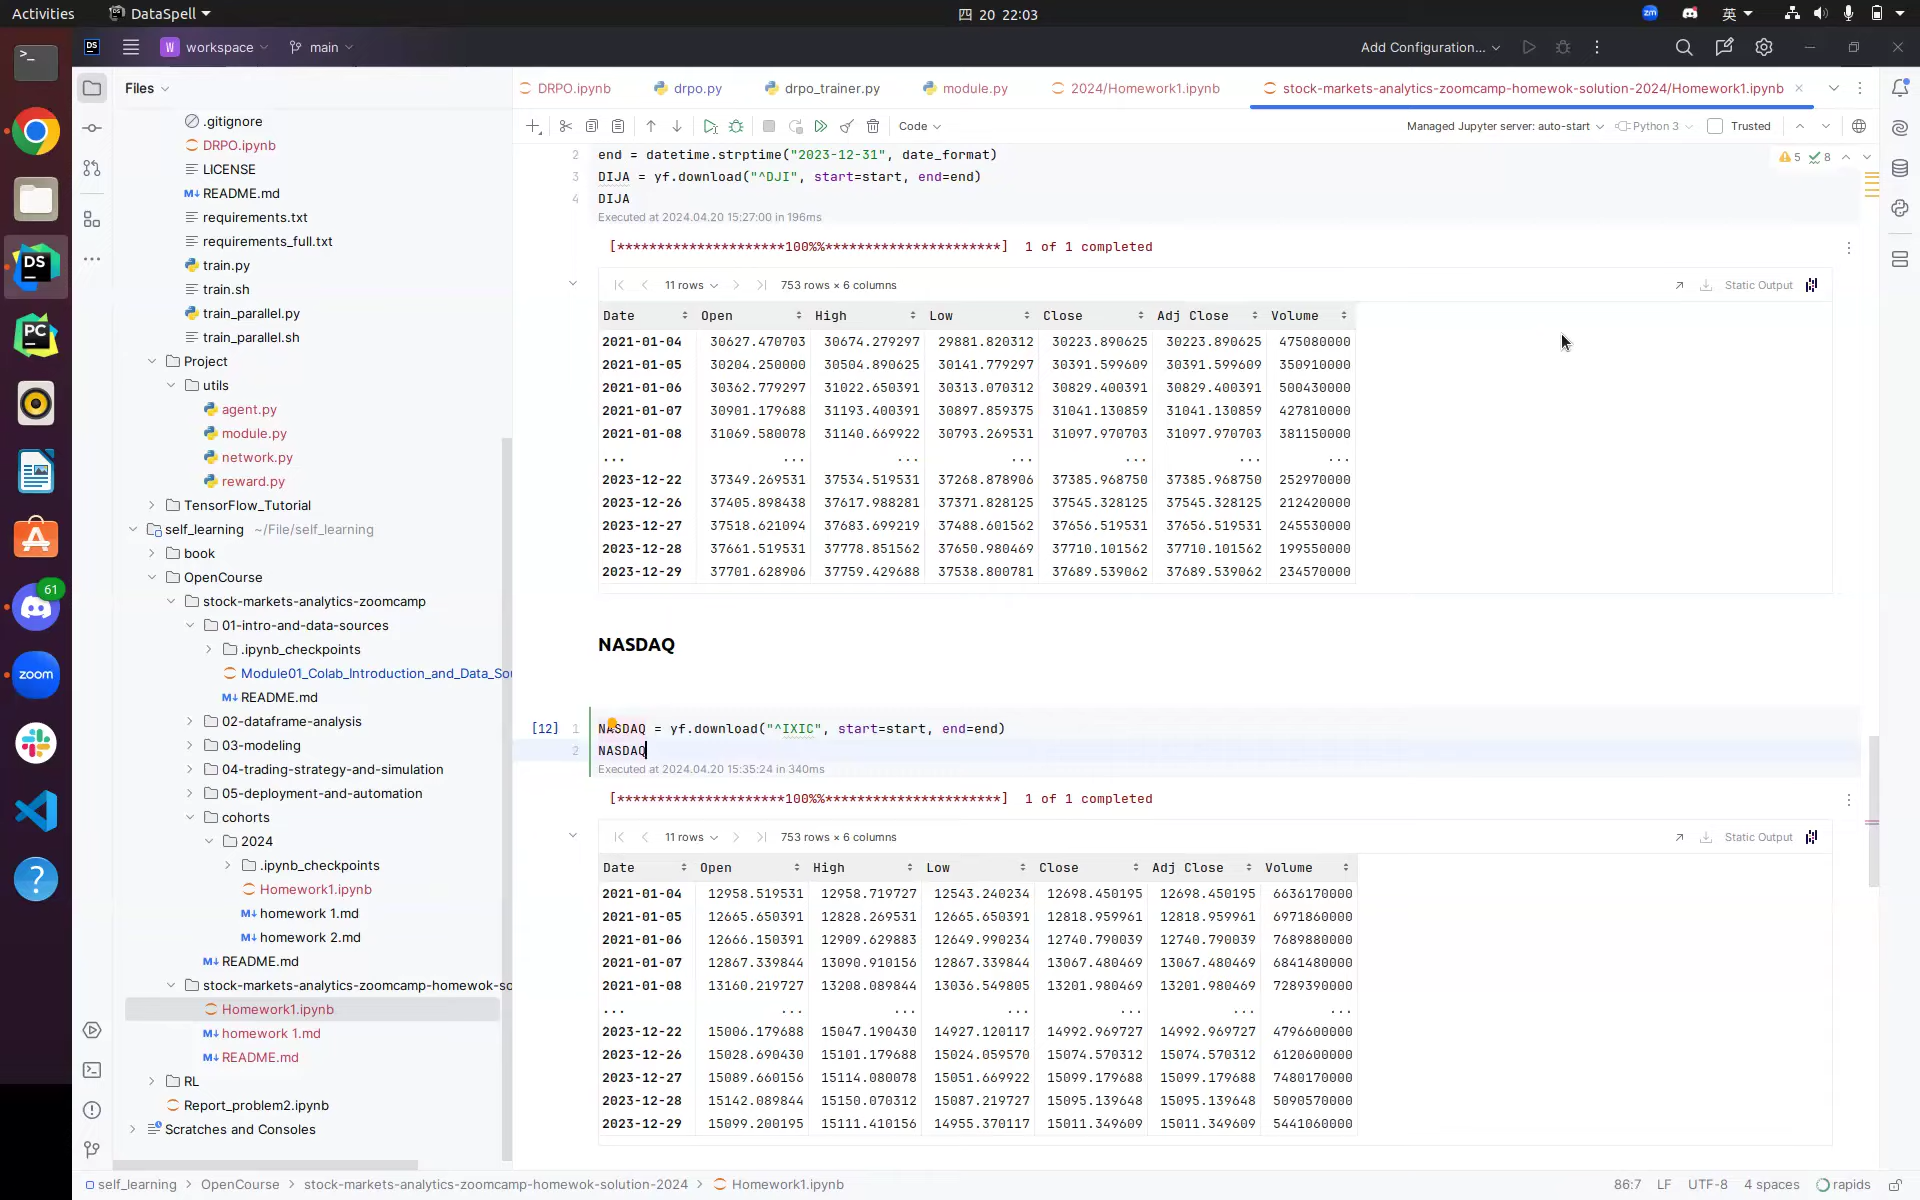 Activities DataSpell 四 20 22:03 zm 英
DS W workspace main Add Configuration...
Files
DRPO.ipynb drpo.py drpo_trainer.py module.py 2024/Homework1.ipynb stock-markets-analytics-zoomcamp-homewok-solution-2024/Homework1.ipynb
Code Managed Jupyter server: auto-start Python 3 Trusted
.gitignore
DRPO.ipynb
LICENSE
README.md
requirements.txt
requirements_full.txt
train.py
train.sh
train_parallel.py
train_parallel.sh
Project
utils
agent.py
module.py
network.py
reward.py
TensorFlow_Tutorial
self_learning ~/File/self_learning
book
OpenCourse
stock-markets-analytics-zoomcamp
01-intro-and-data-sources
.ipynb_checkpoints
Module01_Colab_Introduction_and_Data_Sou
README.md
02-dataframe-analysis
03-modeling
04-trading-strategy-and-simulation
05-deployment-and-automation
cohorts
2024
.ipynb_checkpoints
Homework1.ipynb
homework 1.md
homework 2.md
README.md
stock-markets-analytics-zoomcamp-homewok-so
Homework1.ipynb
homework 1.md
README.md
RL
Report_problem2.ipynb
Scratches and Consoles
DS
PC
61
zoom
2 end = datetime.strptime("2023-12-31", date_format)
3 DIJA = yf.download("^DJI", start=start, end=end)
4 DIJA
5 8
Executed at 2024.04.20 15:27:00 in 196ms
[*********************100%%**********************] 1 of 1 completed
11 rows 753 rows × 6 columns Static Output
Date Open High Low Close Adj Close Volume
2021-01-04 30627.470703 30674.279297 29881.820312 30223.890625 30223.890625 475080000
2021-01-05 30204.250000 30504.890625 30141.779297 30391.599609 30391.599609 350910000
2021-01-06 30362.779297 31022.650391 30313.070312 30829.400391 30829.400391 500430000
2021-01-07 30901.179688 31193.400391 30897.859375 31041.130859 31041.130859 427810000
2021-01-08 31069.580078 31140.669922 30793.269531 31097.970703 31097.970703 381150000
... ... ... ... ... ... ...
2023-12-22 37349.269531 37534.519531 37268.878906 37385.968750 37385.968750 252970000
2023-12-26 37405.898438 37617.988281 37371.828125 37545.328125 37545.328125 212420000
2023-12-27 37518.621094 37683.699219 37488.601562 37656.519531 37656.519531 245530000
2023-12-28 37661.519531 37778.851562 37650.980469 37710.101562 37710.101562 199550000
2023-12-29 37701.628906 37759.429688 37538.800781 37689.539062 37689.539062 234570000
NASDAQ
[12] 1 NASDAQ = yf.download("^IXIC", start=start, end=end)
2 NASDAQ
Executed at 2024.04.20 15:35:24 in 340ms
[*********************100%%**********************] 1 of 1 completed
11 rows 753 rows × 6 columns Static Output
Date Open High Low Close Adj Close Volume
2021-01-04 12958.519531 12958.719727 12543.240234 12698.450195 12698.450195 6636170000
2021-01-05 12665.650391 12828.269531 12665.650391 12818.959961 12818.959961 6971860000
2021-01-06 12666.150391 12909.629883 12649.990234 12740.790039 12740.790039 7689880000
2021-01-07 12867.339844 13090.910156 12867.339844 13067.480469 13067.480469 6841480000
2021-01-08 13160.219727 13208.089844 13036.549805 13201.980469 13201.980469 7289390000
... ... ... ... ... ... ...
2023-12-22 15006.179688 15047.190430 14927.120117 14992.969727 14992.969727 4796600000
2023-12-26 15028.690430 15101.179688 15024.059570 15074.570312 15074.570312 6120600000
2023-12-27 15089.660156 15114.080078 15051.669922 15099.179688 15099.179688 7480170000
2023-12-28 15142.089844 15150.070312 15087.219727 15095.139648 15095.139648 5090570000
2023-12-29 15099.200195 15111.410156 14955.370117 15011.349609 15011.349609 5441060000
self_learning OpenCourse stock-markets-analytics-zoomcamp-homewok-solution-2024 Homework1.ipynb 86:7 LF UTF-8 4 spaces rapids